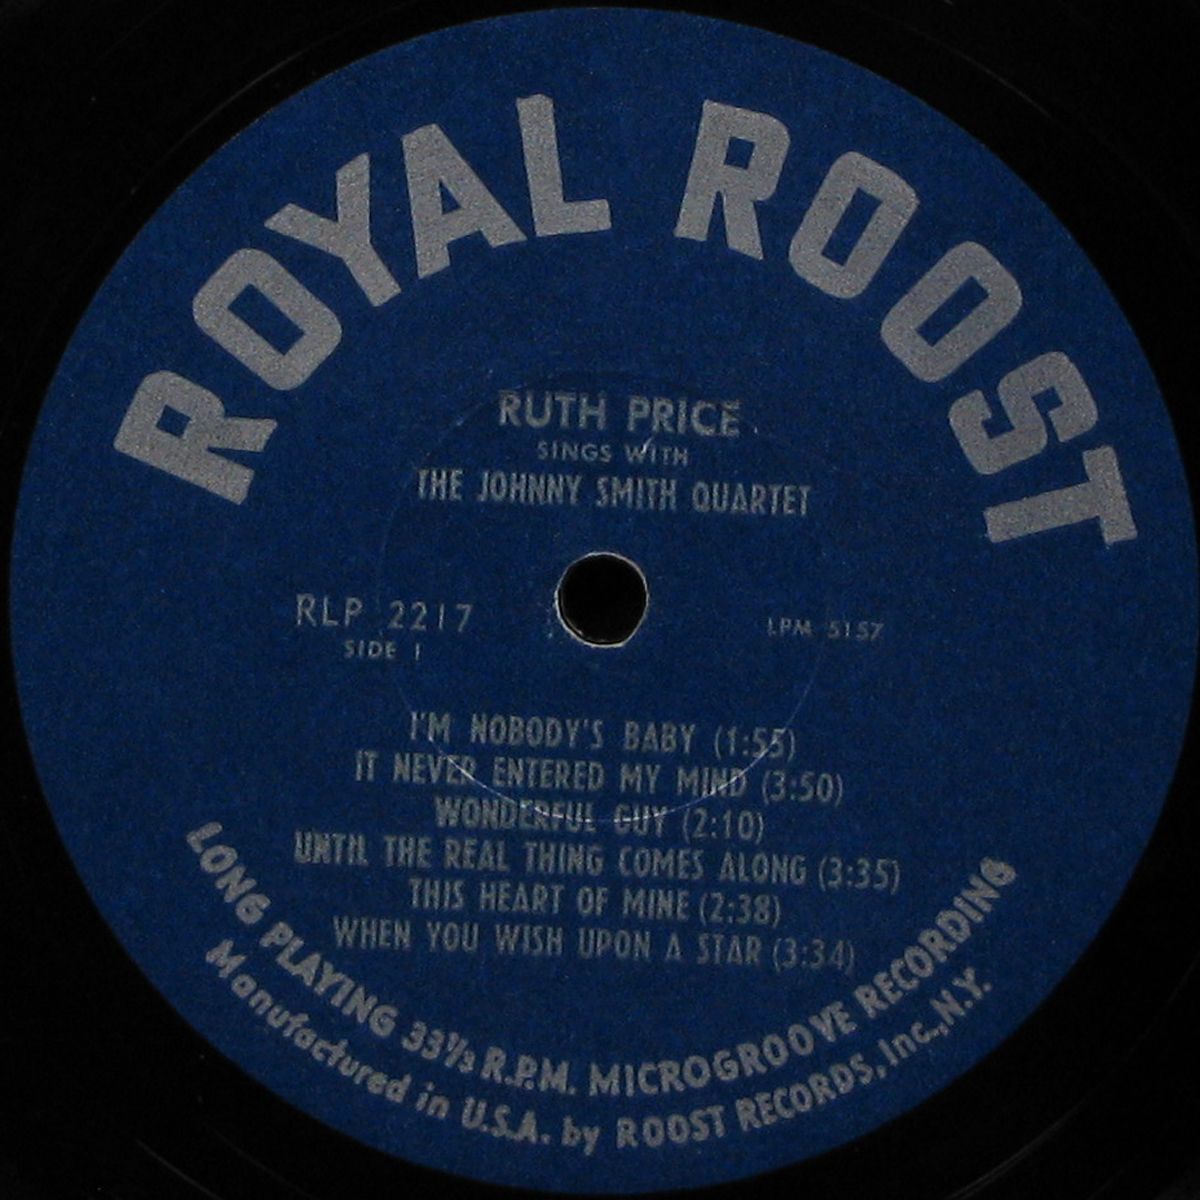 ROYAL ROOST
RUTH PRICE
SINGS WITH
THE JOHNNY SMITH QUARTET
RLP 2217
SIDE 1
LPM 5157
I'M NOBODY'S BABY (1:55)
IT NEVER ENTERED MY MIND (3:50)
WONDERFUL GUY (2:10)
UNTIL THE REAL THING COMES ALONG (3:35)
THIS HEART OF MINE (2:38)
WHEN YOU WISH UPON A STAR (3:34)
LONG PLAYING 33⅓ R.P.M. MICROGROOVE RECORDING
Manufactured in U.S.A. by ROOST RECORDS, Inc., N.Y.